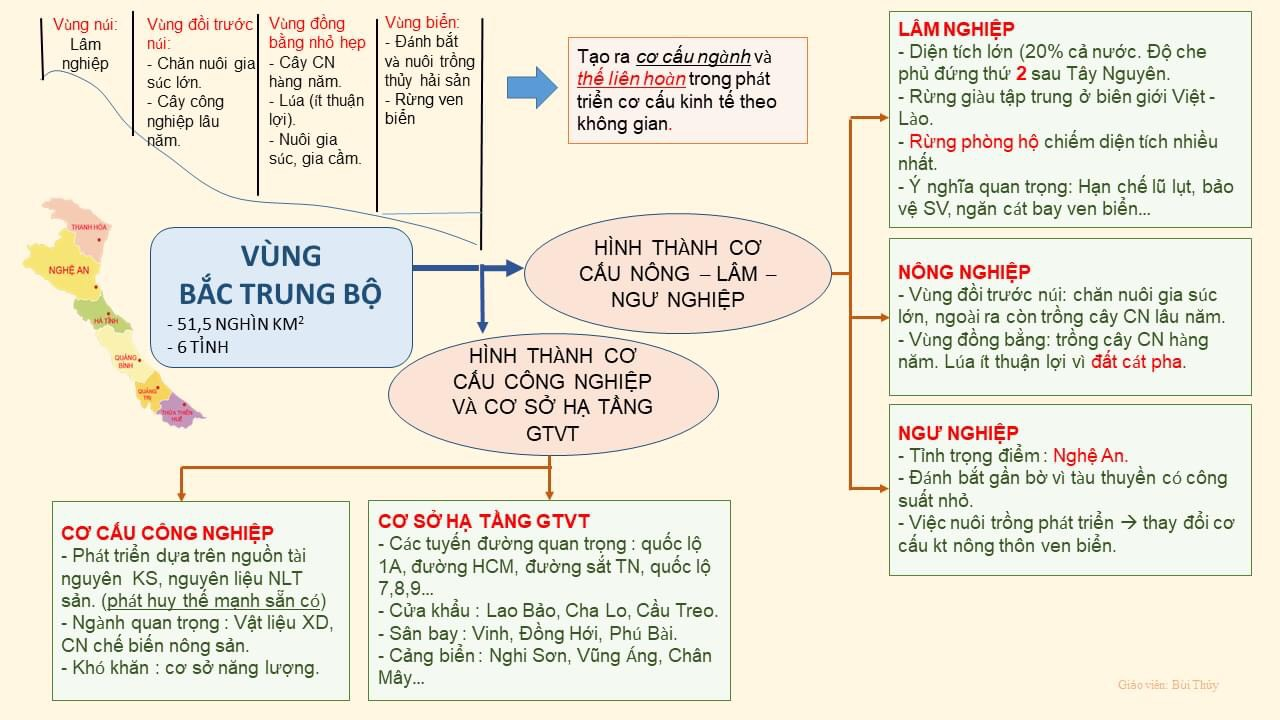 Vùng núi:
Lâm
nghiệp
Vùng đồi trước
núi:
- Chăn nuôi gia
súc lớn.
- Cây công
nghiệp lâu
năm.
Vùng đồng
bằng nhỏ hẹp
- Cây CN
hàng năm.
- Lúa (ít thuận
lợi).
- Nuôi gia
súc, gia cầm.
Vùng biển:
- Đánh bắt
và nuôi trồng
thủy hải sản
- Rừng ven
biển
Tạo ra cơ cấu ngành và
thế liên hoàn trong phát
triển cơ cấu kinh tế theo
không gian.
LÂM NGHIỆP
- Diện tích lớn (20% cả nước. Độ che
phủ đứng thứ 2 sau Tây Nguyên.
- Rừng giàu tập trung ở biên giới Việt -
Lào.
- Rừng phòng hộ chiếm diện tích nhiều
nhất.
- Ý nghĩa quan trọng: Hạn chế lũ lụt, bảo
vệ SV, ngăn cát bay ven biển...
THANH HÓA
NGHỆ AN
HÀ TĨNH
QUẢNG
BÌNH
QUẢNG
TRỊ
THỪA THIÊN
HUẾ
VÙNG
BẮC TRUNG BỘ
- 51,5 NGHÌN KM2
- 6 TỈNH
HÌNH THÀNH CƠ
CẤU NÔNG – LÂM –
NGƯ NGHIỆP
HÌNH THÀNH CƠ
CẤU CÔNG NGHIỆP
VÀ CƠ SỞ HẠ TẦNG
GTVT
NÔNG NGHIỆP
- Vùng đồi trước núi: chăn nuôi gia súc
lớn, ngoài ra còn trồng cây CN lâu năm.
- Vùng đồng bằng: trồng cây CN hàng
năm. Lúa ít thuận lợi vì đất cát pha.
NGƯ NGHIỆP
- Tỉnh trọng điểm : Nghệ An.
- Đánh bắt gần bờ vì tàu thuyền có công
suất nhỏ.
- Việc nuôi trồng phát triển → thay đổi cơ
cấu kt nông thôn ven biển.
CƠ CẤU CÔNG NGHIỆP
- Phát triển dựa trên nguồn tài
nguyên KS, nguyên liệu NLT
sản. (phát huy thế mạnh sẵn có)
- Ngành quan trọng : Vật liệu XD,
CN chế biến nông sản.
- Khó khăn : cơ sở năng lượng.
CƠ SỞ HẠ TẦNG GTVT
- Các tuyến đường quan trọng : quốc lộ
1A, đường HCM, đường sắt TN, quốc lộ
7,8,9...
- Cửa khẩu : Lao Bảo, Cha Lo, Cầu Treo.
- Sân bay : Vinh, Đồng Hới, Phú Bài.
- Cảng biển : Nghi Sơn, Vũng Áng, Chân
Mây...
Giáo viên: Bùi Thúy